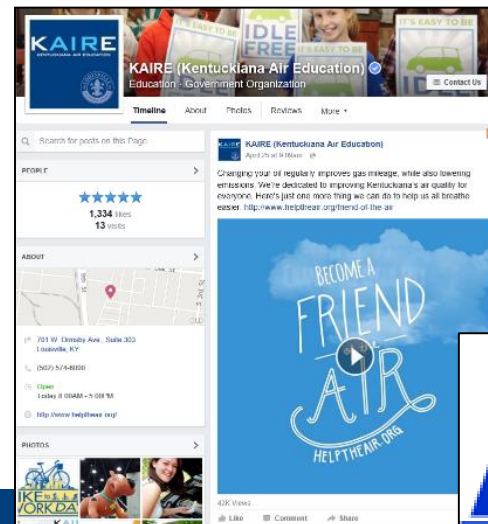 IT'S EASY TO BE
IDLE
FREE
IT'S EASY TO BE
KAIRE
KENTUCKIANA AIR EDUCATION
KAIRE (Kentuckiana Air Education)
Education · Government Organization
Contact Us
Timeline About Photos Reviews More
Search for posts on this Page
PEOPLE
1,334 likes
13 visits
ABOUT
701 W. Ormsby Ave., Suite 303
Louisville, KY
Open
Today 8:00AM - 5:00PM
http://www.helptheair.org/
PHOTOS
KAIRE (Kentuckiana Air Education)
Changing your oil regularly improves gas mileage, while also lowering
emissions. We're dedicated to improving Kentuckiana's air quality for
everyone. Here's just one more thing we can do to help us all breathe
easier. http://www.helptheair.org/friend-of-the-air
BECOME A
FRIEND
OF THE
AIR
HELPTHEAIR.ORG
42K Views
Like Comment Share